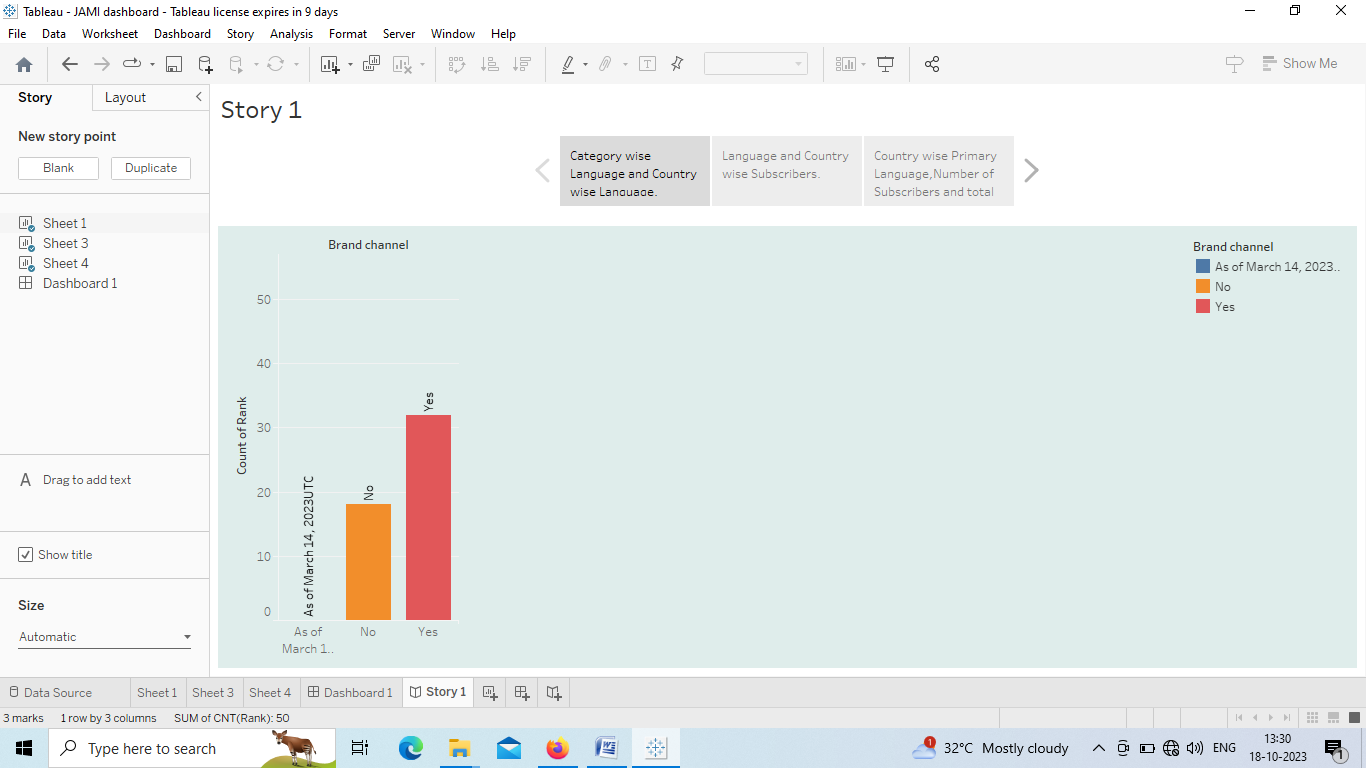 Tableau - JAMI dashboard - Tableau license expires in 9 days
File Data Worksheet Dashboard Story Analysis Format Server Window Help
Show Me
Story Layout
New story point
Blank Duplicate
Sheet 1
Sheet 3
Sheet 4
Dashboard 1
A Drag to add text
Show title
Size
Automatic
Story 1
Category wise
Language and Country
wise Language.
Language and Country
wise Subscribers.
Country wise Primary
Language,Number of
Subscribers and total
Brand channel
Count of Rank
50
40
30
20
10
0
As of March 14, 2023UTC
No
Yes
As of
March 1..
No
Yes
Brand channel
As of March 14, 2023..
No
Yes
Data Source Sheet 1 Sheet 3 Sheet 4 Dashboard 1 Story 1
3 marks 1 row by 3 columns SUM of CNT(Rank): 50
Type here to search
1
32°C Mostly cloudy
ENG
13:30
18-10-2023
1